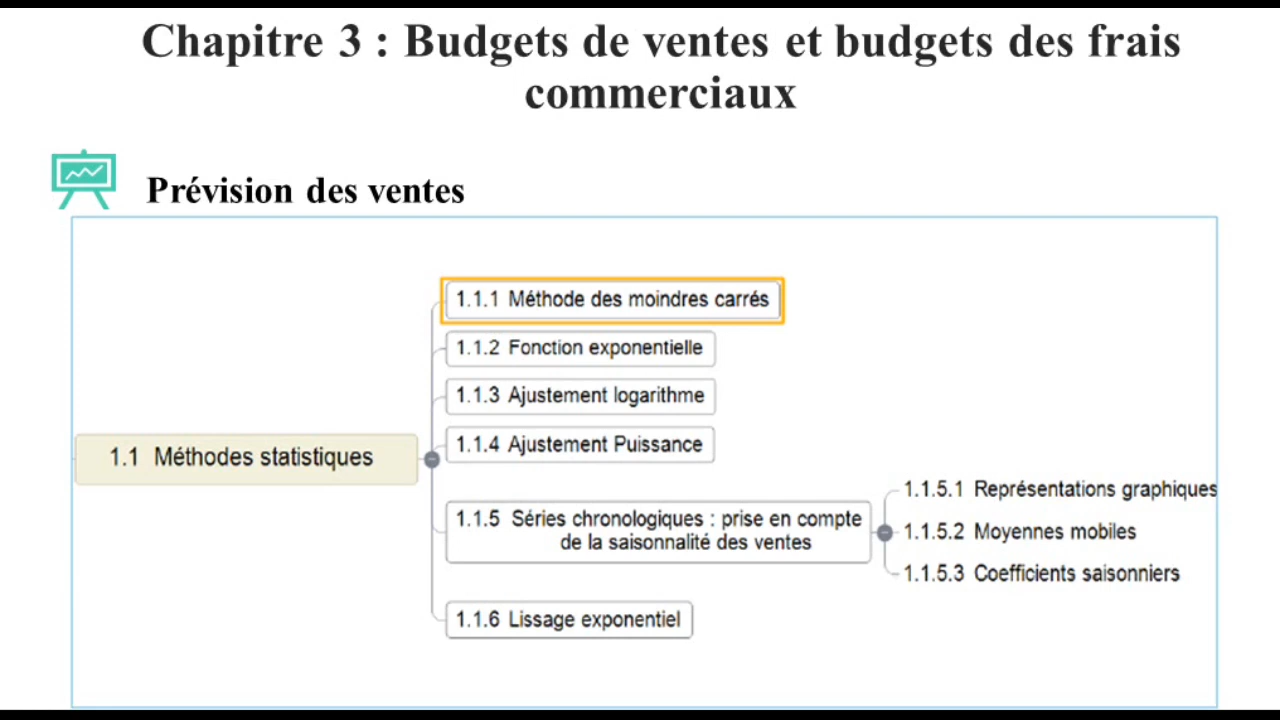 Chapitre 3 : Budgets de ventes et budgets des frais
commerciaux
Prévision des ventes
1.1 Méthodes statistiques
1.1.1 Méthode des moindres carrés
1.1.2 Fonction exponentielle
1.1.3 Ajustement logarithme
1.1.4 Ajustement Puissance
1.1.5 Séries chronologiques : prise en compte
de la saisonnalité des ventes
1.1.5.1 Représentations graphiques
1.1.5.2 Moyennes mobiles
1.1.5.3 Coefficients saisonniers
1.1.6 Lissage exponentiel